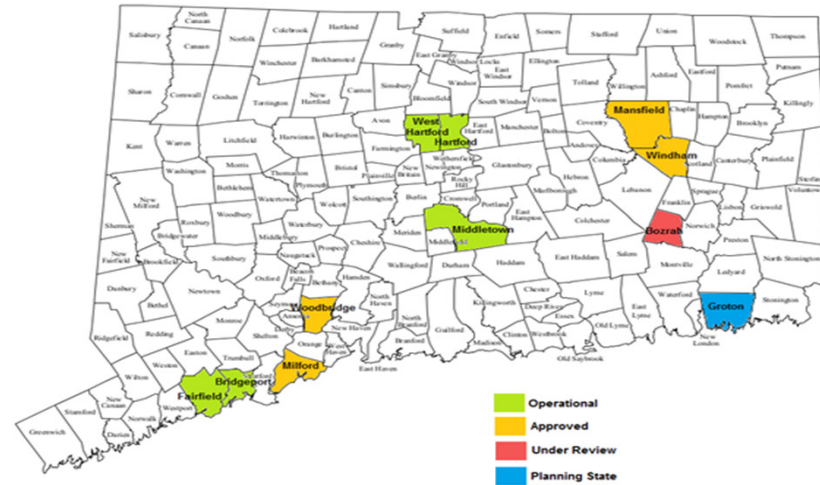 North
Canaan
Salisbury
Canaan
Norfolk
Colebrook
Hartland
Granby
Suffield
Enfield
Somers
Stafford
Union
Woodstock
Thompson
East Granby
Windsor Locks
East
Windsor
Ellington
Winchester
Barkhamsted
Putnam
Sharon
Cornwall
Goshen
Torrington
New
Hartford
Canton
Simsbury
Bloomfield
Windsor
South Windsor
Vernon
Tolland
Willington
Ashford
Eastford
Pomfret
Killingly
Mansfield
Chaplin
Hampton
Brooklyn
Avon
West
Hartford
Hartford
East
Hartford
Manchester
Bolton
Coventry
Andover
Windham
Scotland
Canterbury
Plainfield
Kent
Warren
Litchfield
Harwinton
Burlington
Farmington
Wethersfield
Newington
Glastonbury
Columbia
Hebron
Washington
Morris
Thomaston
Bristol
Plainville
New
Britain
Rocky
Hill
Marlborough
Lebanon
Franklin
Sprague
Lisbon
Griswold
Voluntown
New
Milford
Bethlehem
Watertown
Plymouth
Wolcott
Southington
Berlin
Cromwell
Portland
East
Hampton
Colchester
Bozrah
Norwich
Preston
Sherman
Roxbury
Woodbury
Bridgewater
Waterbury
Middlebury
Cheshire
Meriden
Middletown
Middlefield
North Stonington
New
Fairfield
Brookfield
Southbury
Naugatuck
Prospect
Wallingford
Durham
Haddam
East Haddam
Salem
Montville
Ledyard
Danbury
Bethel
Newtown
Oxford
Beacon
Falls
Bethany
Hamden
North
Haven
Seymour
Woodbridge
Ansonia
Derby
Killingworth
Chester
Deep River
Essex
Lyme
East
Lyme
Waterford
Groton
Stonington
New
London
Ridgefield
Redding
Monroe
Shelton
Orange
New Haven
West
Haven
North
Branford
Branford
Guilford
Madison
Clinton
Westbrook
Old Lyme
Old Saybrook
East Haven
Easton
Trumbull
Milford
Weston
Wilton
Stratford
Bridgeport
Fairfield
New
Canaan
Westport
Norwalk
Darien
Stamford
Greenwich
Operational
Approved
Under Review
Planning State